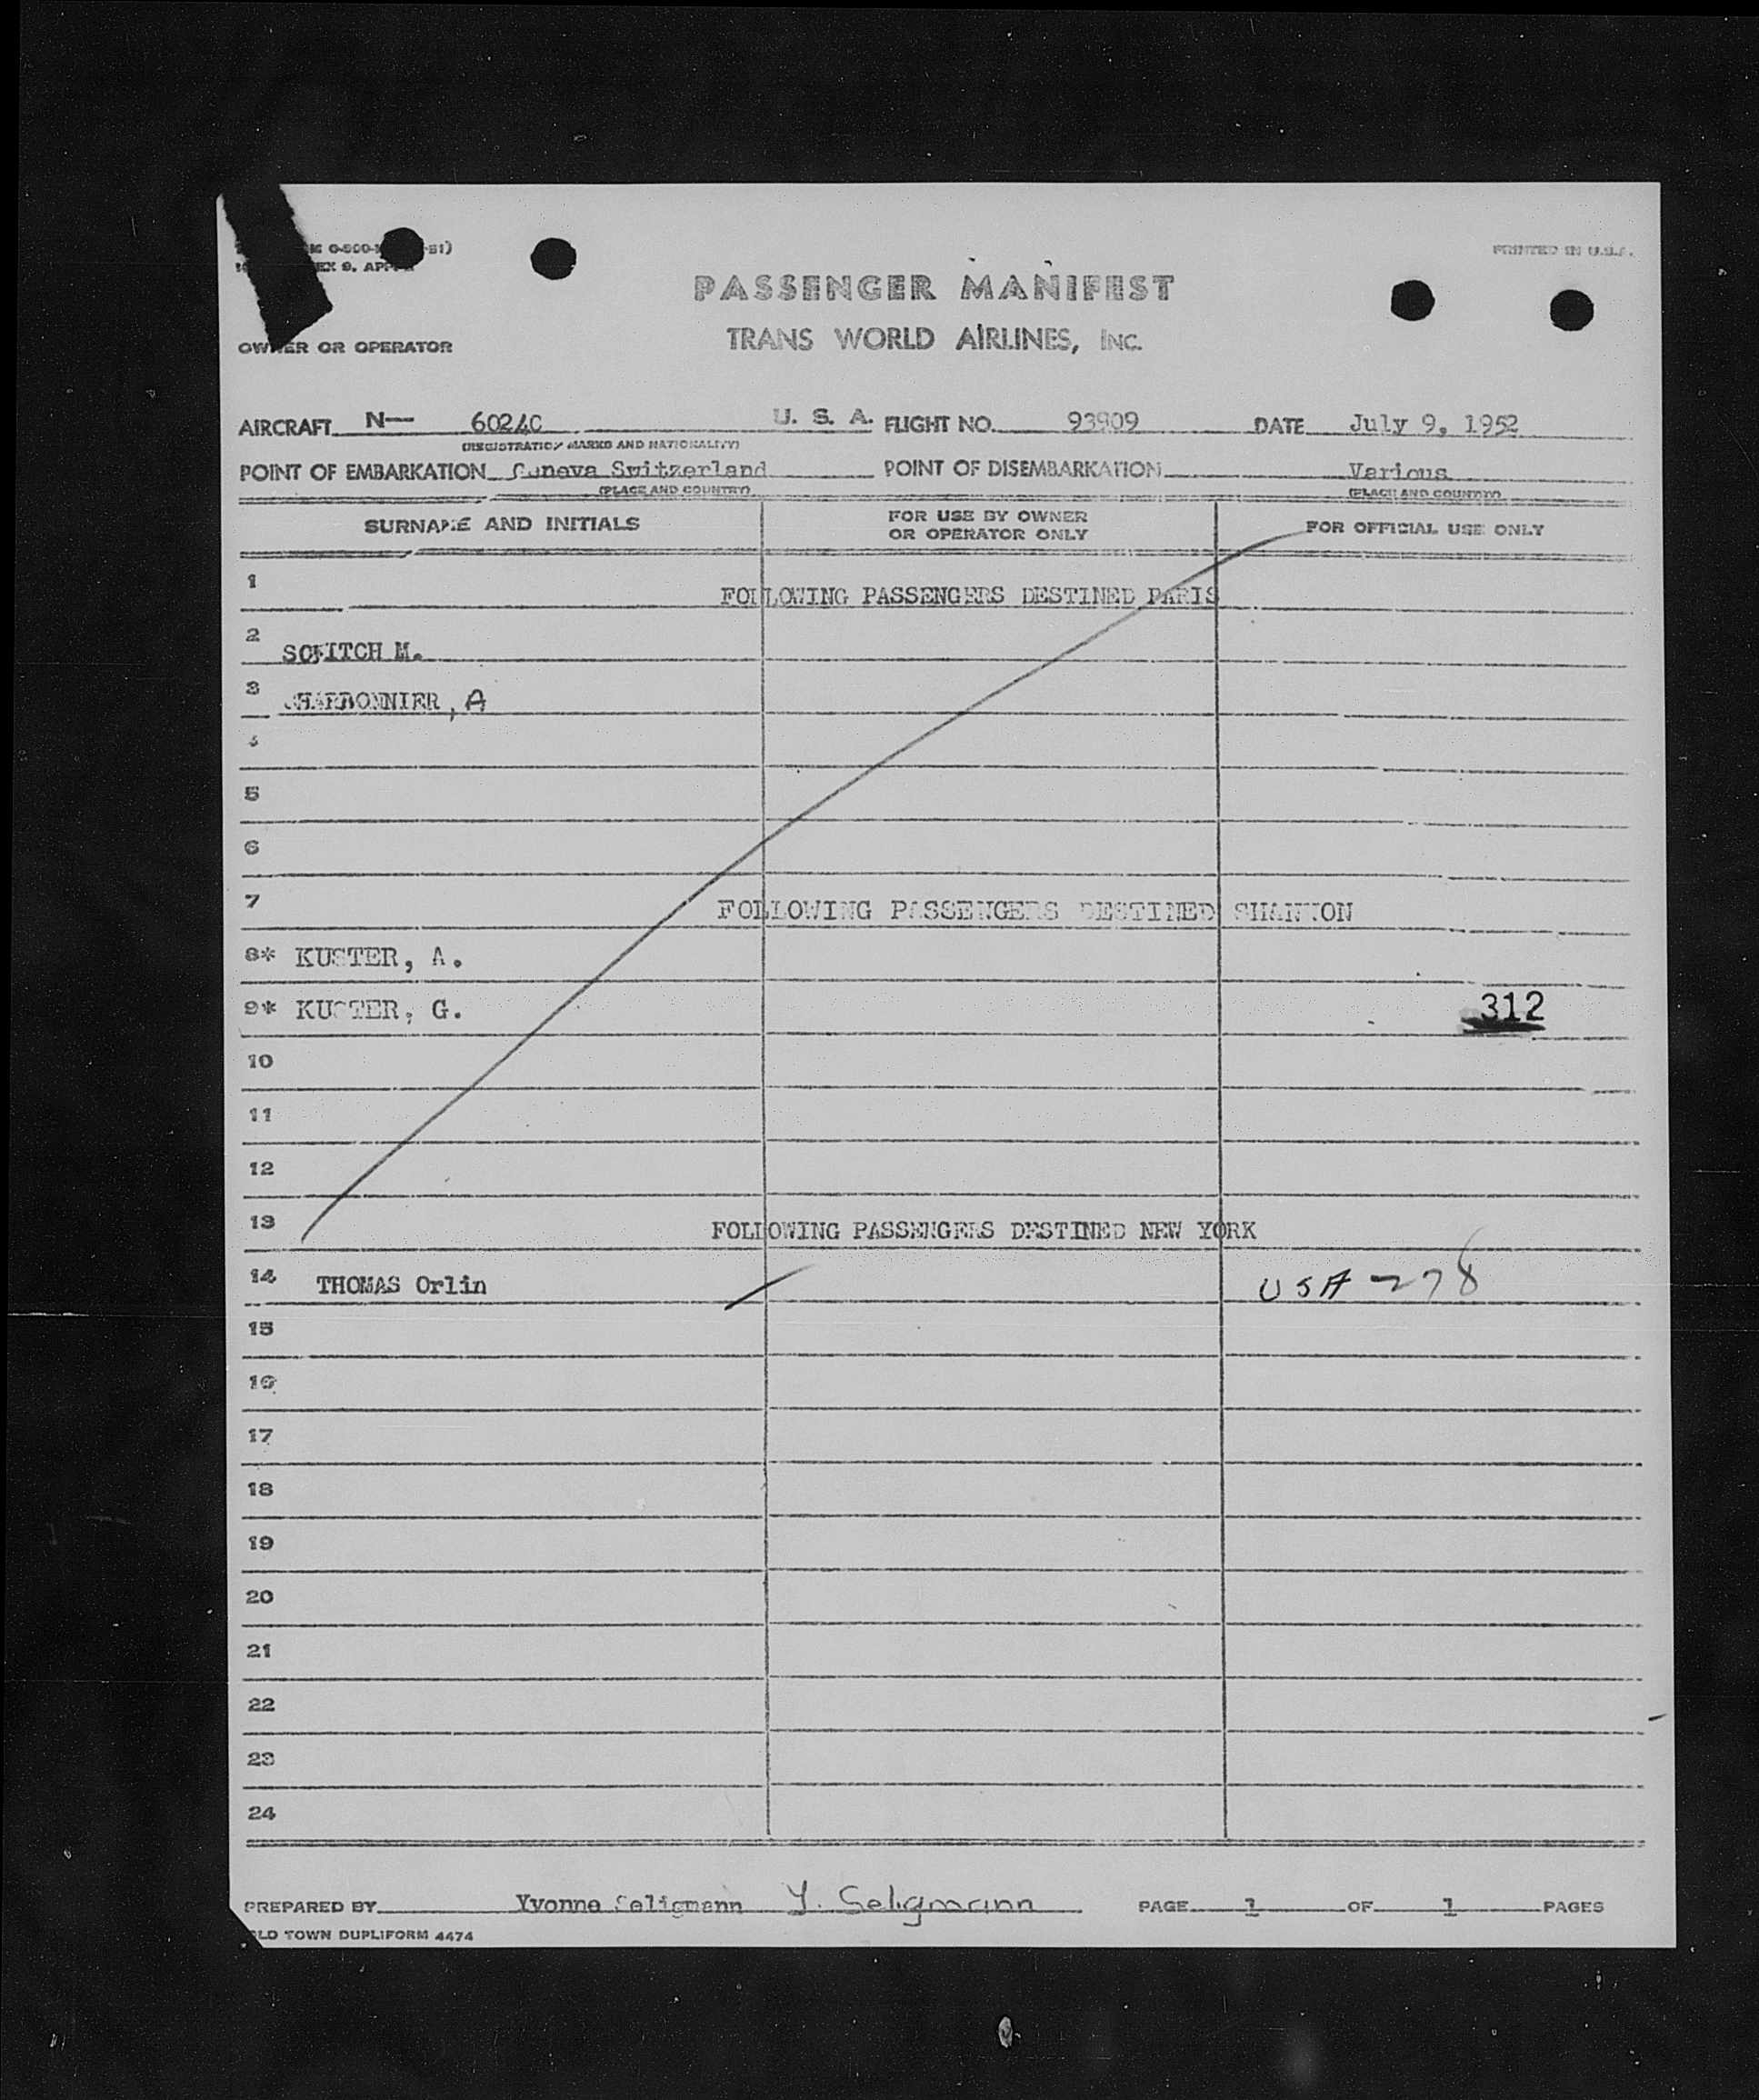 PRINTED IN U.S.A.
PASSENGER MANIFEST
TRANS WORLD AIRLINES, INC.
OWNER OR OPERATOR
AIRCRAFT N— 6024C U. S. A. FLIGHT NO. 93909 DATE July 9, 1952
(REGISTRATION MARKS AND NATIONALITY)
POINT OF EMBARKATION Geneva Switzerland POINT OF DISEMBARKATION Various
(PLACE AND COUNTRY) (PLACE AND COUNTRY)
SURNAME AND INITIALS FOR USE BY OWNER OR OPERATOR ONLY FOR OFFICIAL USE ONLY
1 FOLLOWING PASSENGERS DESTINED PARIS
2 M.
3 CHARBONNIER, A
4
5
6
7 FOLLOWING PASSENGERS DESTINED SHANNON
8* KUSTER, A.
9* KUSTER, G. 312
10
11
12
13 FOLLOWING PASSENGERS DESTINED NEW YORK
14 THOMAS Orlin USA 278
15
16
17
18
19
20
21
22
23
24
PREPARED BY Yvonne Seligmann Y. Seligmann PAGE 1 OF 1 PAGES
OLD TOWN DUPLIFORM 4474